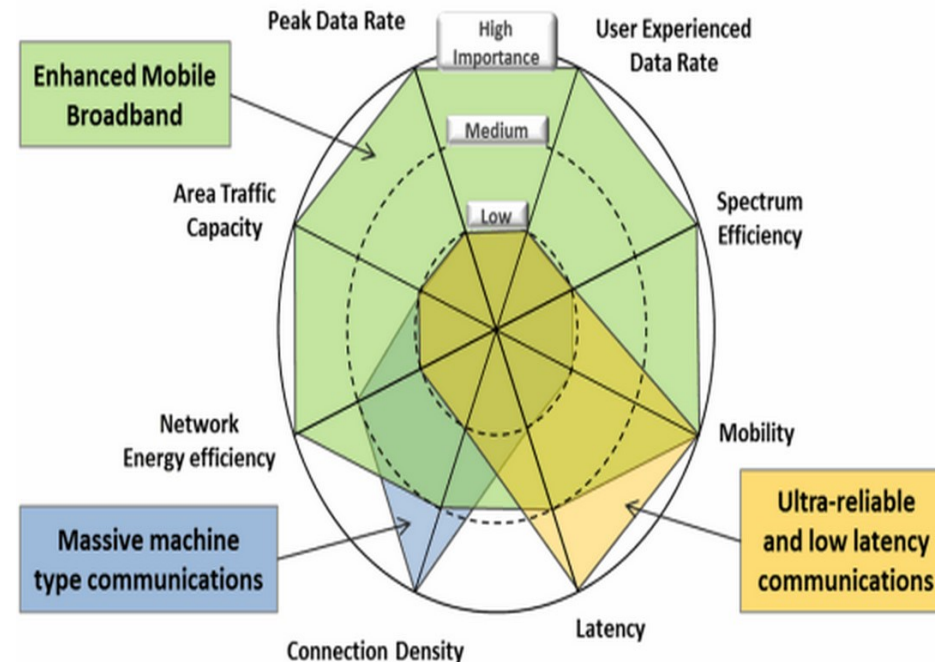 Peak Data Rate
High
Importance
User Experienced
Data Rate
Enhanced Mobile
Broadband
Medium
Area Traffic
Capacity
Low
Spectrum
Efficiency
Network
Energy efficiency
Mobility
Massive machine
type communications
Ultra-reliable
and low latency
communications
Latency
Connection Density